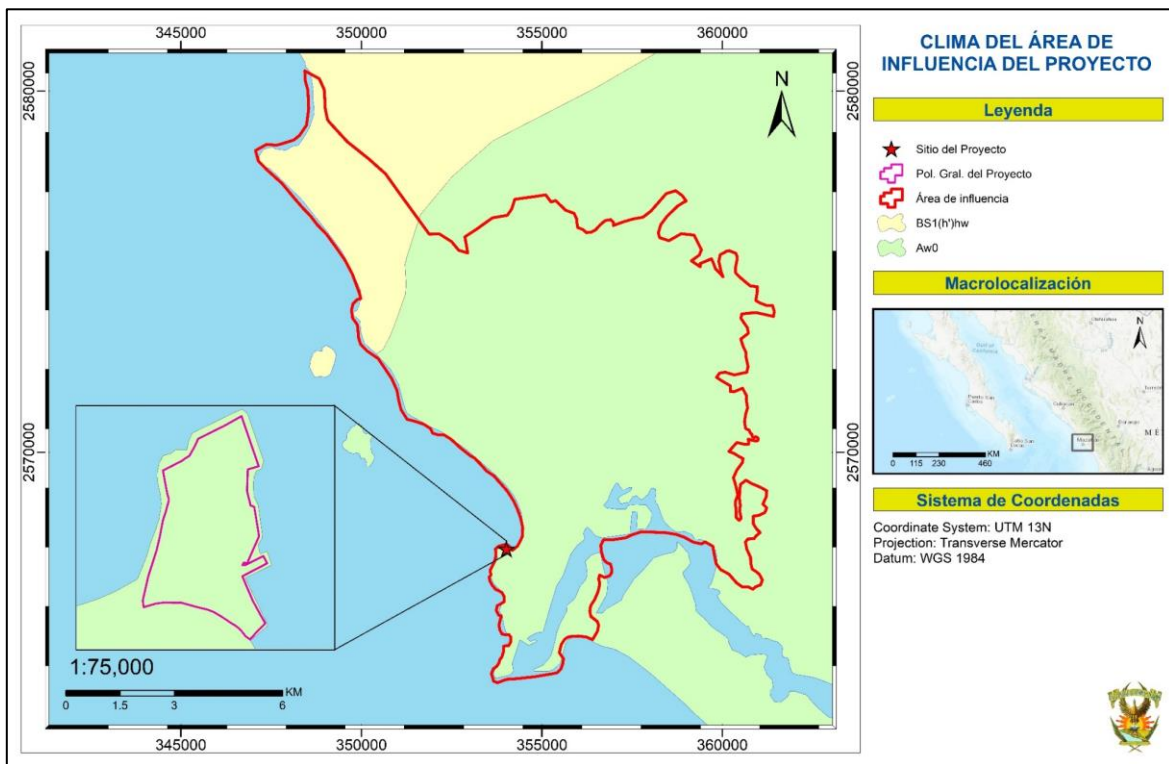 345000 350000 355000 360000
2580000
2580000
N
2570000
2570000
1:75,000
0 1.5 3 6
KM
345000 350000 355000 360000
CLIMA DEL ÁREA DE
INFLUENCIA DEL PROYECTO
Leyenda
Sitio del Proyecto
Pol. Gral. del Proyecto
Área de influencia
BS1(h')hw
Aw0
Macrolocalización
N
Culiacán
Durango
Mazatlán
0 115 230 460
KM
Sistema de Coordenadas
Coordinate System: UTM 13N
Projection: Transverse Mercator
Datum: WGS 1984